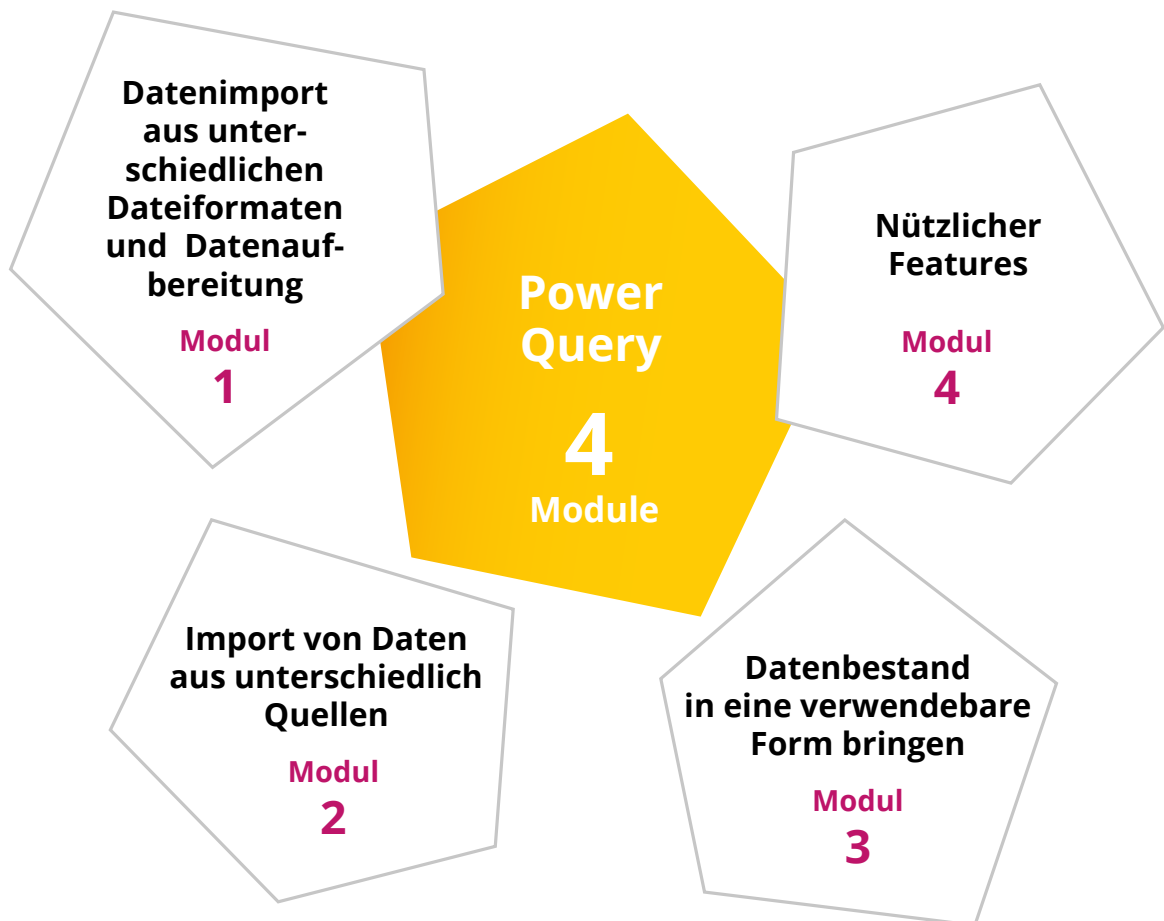 Datenimport
aus unter-
schiedlichen
Dateiformaten
und Datenauf-
bereitung
Modul
1
Power
Query
4
Module
Nützlicher
Features
Modul
4
Import von Daten
aus unterschiedlich
Quellen
Modul
2
Datenbestand
in eine verwendebare
Form bringen
Modul
3